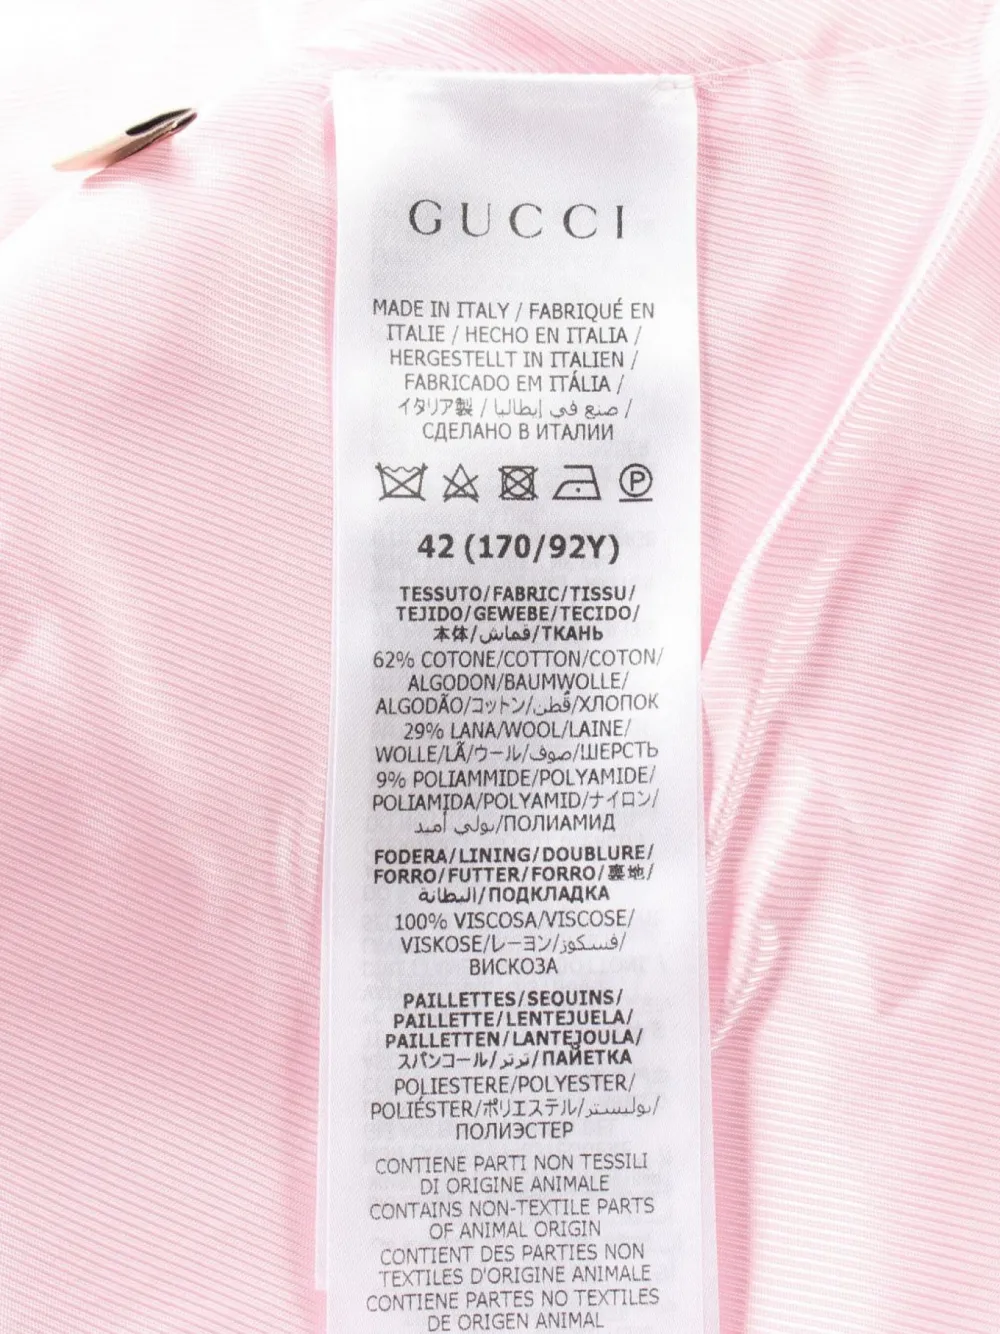 GUCCI
MADE IN ITALY / FABRIQUÉ EN
ITALIE / HECHO EN ITALIA /
HERGESTELLT IN ITALIEN /
FABRICADO EM ITÁLIA /
イタリア製 / صنع في إيطاليا /
СДЕЛАНО В ИТАЛИИ
P
42 (170/92Y)
TESSUTO/FABRIC/TISSU/
TEJIDO/GEWEBE/TECIDO/
本体/قماش/ТКАНЬ
62% COTONE/COTTON/COTON/
ALGODON/BAUMWOLLE/
ALGODÃO/コットン/قطن/ХЛОПОК
29% LANA/WOOL/LAINE/
WOLLE/LÃ/ウール/صوف/ШЕРСТЬ
9% POLIAMMIDE/POLYAMIDE/
POLIAMIDA/POLYAMID/ナイロン/
بولي أميد/ПОЛИАМИД
FODERA/LINING/DOUBLURE/
FORRO/FUTTER/FORRO/裏地/
البطانة/ПОДКЛАДКА
100% VISCOSA/VISCOSE/
VISKOSE/レーヨン/فسكوز/
ВИСКОЗА
PAILLETTES/SEQUINS/
PAILLETTE/LENTEJUELA/
PAILLETTEN/LANTEJOULA/
スパンコール/ترتر/ПАЙЕТКА
POLIESTERE/POLYESTER/
POLIÉSTER/ポリエステル/بوليستر/
ПОЛИЭСТЕР
CONTIENE PARTI NON TESSILI
DI ORIGINE ANIMALE
CONTAINS NON-TEXTILE PARTS
OF ANIMAL ORIGIN
CONTIENT DES PARTIES NON
TEXTILES D'ORIGINE ANIMALE
CONTIENE PARTES NO TEXTILES
DE ORIGEN ANIMAL